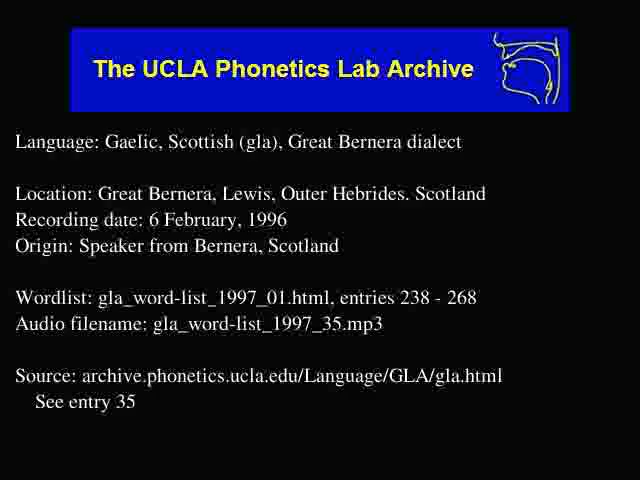 The UCLA Phonetics Lab Archive
Language: Gaelic, Scottish (gla), Great Bernera dialect
Location: Great Bernera, Lewis, Outer Hebrides. Scotland
Recording date: 6 February, 1996
Origin: Speaker from Bernera, Scotland
Wordlist: gla_word-list_1997_01.html, entries 238 - 268
Audio filename: gla_word-list_1997_35.mp3
Source: archive.phonetics.ucla.edu/Language/GLA/gla.html
See entry 35